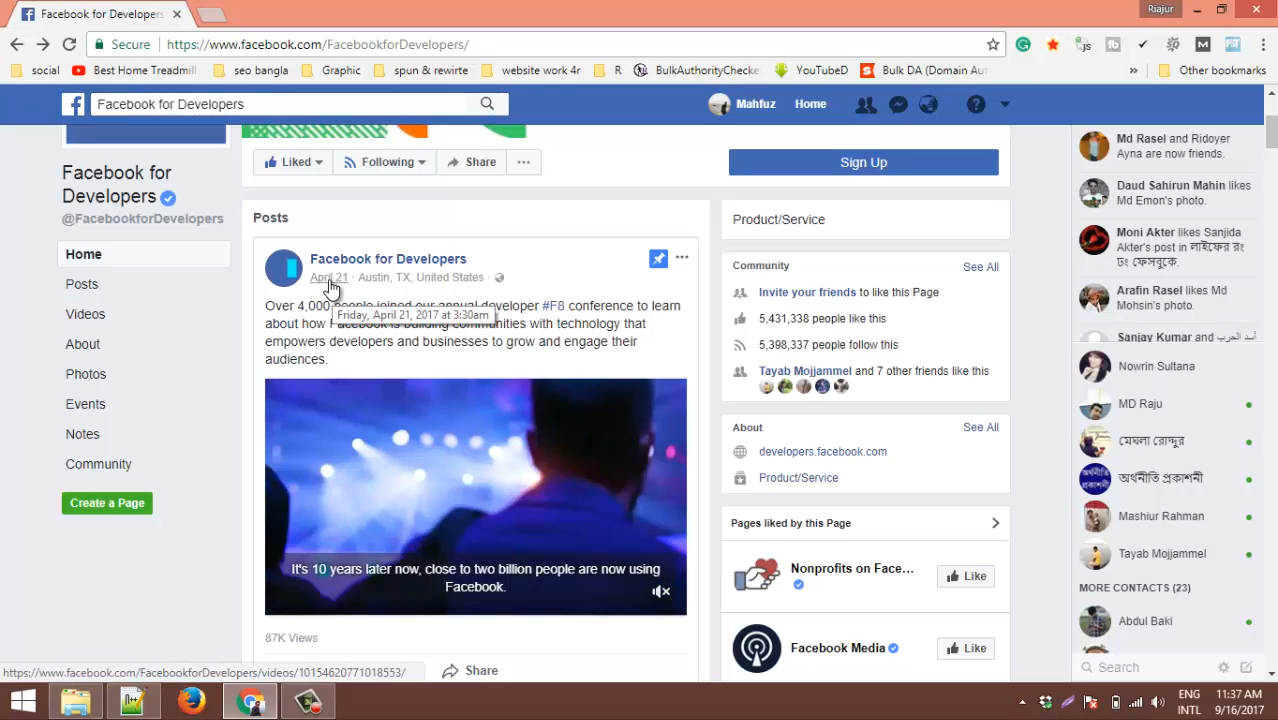 Facebook for Developers
Riajur
Secure
https://www.facebook.com/FacebookforDevelopers/
social
Best Home Treadmill
seo bangla
Graphic
spun & rewirte
website work 4r
R
BulkAuthorityChecke
YouTubeD
Bulk DA (Domain Aut
Other bookmarks
Facebook for Developers
Mahfuz
Home
Liked
Following
Share
Sign Up
Facebook for
Developers
@FacebookforDevelopers
Home
Posts
Videos
About
Photos
Events
Notes
Community
Create a Page
Posts
Facebook for Developers
April 21 · Austin, TX, United States ·
Friday, April 21, 2017 at 3:30am
Over 4,000 people joined our annual developer #F8 conference to learn
about how Facebook is building communities with technology that
empowers developers and businesses to grow and engage their
audiences.
It's 10 years later now, close to two billion people are now using
Facebook.
87K Views
Share
Product/Service
Community
See All
Invite your friends to like this Page
5,431,338 people like this
5,398,337 people follow this
Tayab Mojjammel and 7 other friends like this
About
See All
developers.facebook.com
Product/Service
Pages liked by this Page
Nonprofits on Face...
Like
Facebook Media
Like
Md Rasel and Ridoyer
Ayna are now friends.
Daud Sahirun Mahin likes
Md Emon's photo.
Moni Akter likes Sanjida
Akter's post in লাইফের রং
ঢং ফেসবুকে.
Arafin Rasel likes Md
Mohsin's photo.
Sanjay Kumar and أسد الحرب
Nowrin Sultana
MD Raju
মেঘলা রোদ্দুর
অর্থনীতি প্রকাশনী
Mashiur Rahman
Tayab Mojjammel
MORE CONTACTS (23)
Abdul Baki
Search
https://www.facebook.com/FacebookforDevelopers/videos/10154620771018553/
ENG
INTL
11:37 AM
9/16/2017